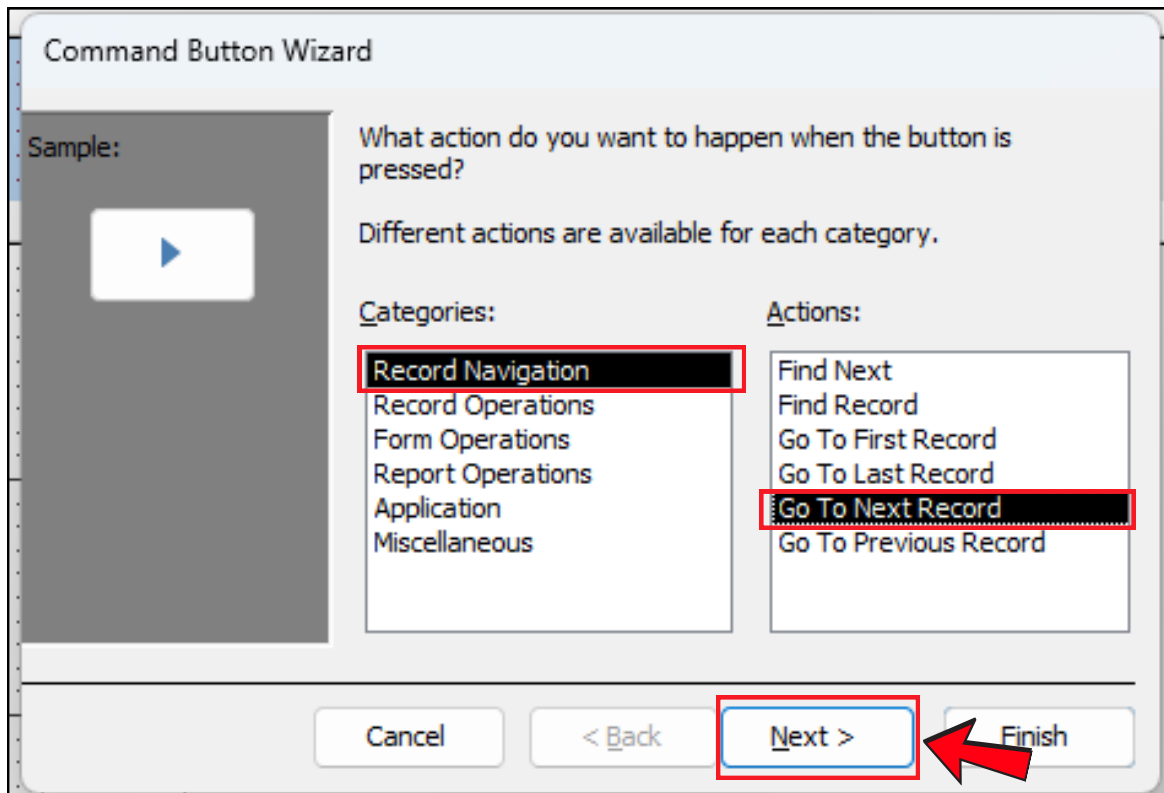 Command Button Wizard
Sample:
What action do you want to happen when the button is
pressed?
Different actions are available for each category.
Categories:
Record Navigation
Record Operations
Form Operations
Report Operations
Application
Miscellaneous
Actions:
Find Next
Find Record
Go To First Record
Go To Last Record
Go To Next Record
Go To Previous Record
Cancel
< Back
Next >
Finish